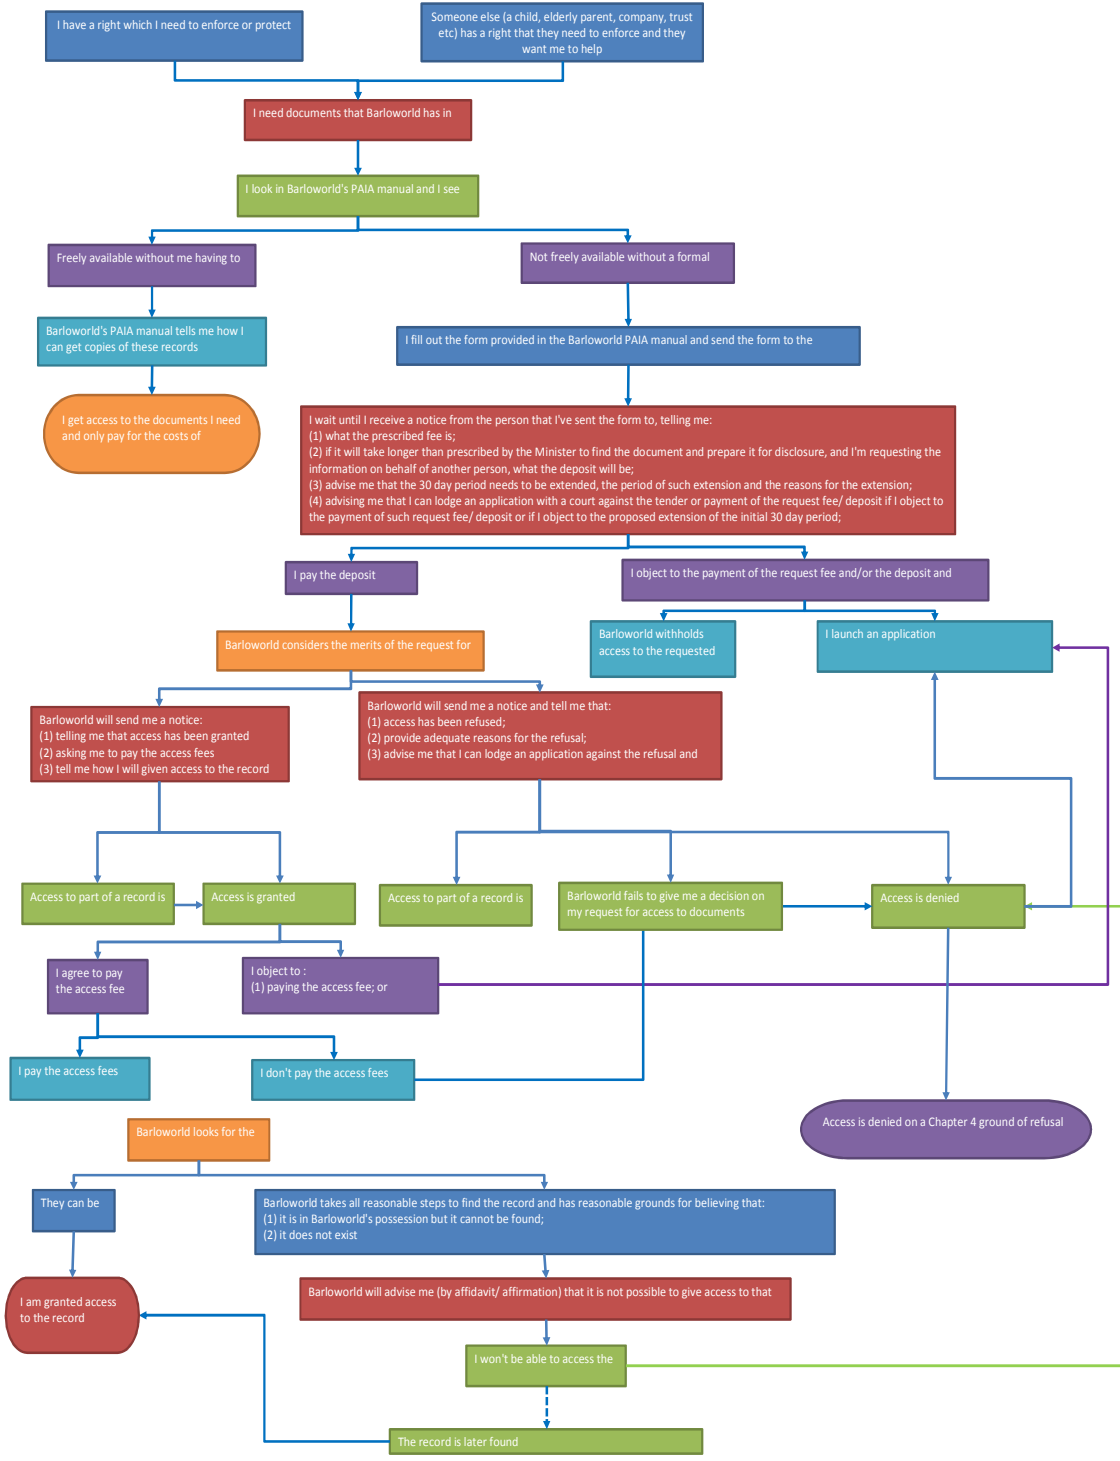 I have a right which I need to enforce or protect
Someone else (a child, elderly parent, company, trust
etc) has a right that they need to enforce and they
want me to help
I need documents that Barloworld has in
I look in Barloworld's PAIA manual and I see
Freely available without me having to
Not freely available without a formal
Barloworld's PAIA manual tells me how I
can get copies of these records
I fill out the form provided in the Barloworld PAIA manual and send the form to the
I get access to the documents I need
and only pay for the costs of
I wait until I receive a notice from the person that I've sent the form to, telling me:
(1) what the prescribed fee is;
(2) if it will take longer than prescribed by the Minister to find the document and prepare it for disclosure, and I'm requesting the
information on behalf of another person, what the deposit will be;
(3) advise me that the 30 day period needs to be extended, the period of such extension and the reasons for the extension;
(4) advising me that I can lodge an application with a court against the tender or payment of the request fee/ deposit if I object to
the payment of such request fee/ deposit or if I object to the proposed extension of the initial 30 day period;
I pay the deposit
I object to the payment of the request fee and/or the deposit and
Barloworld considers the merits of the request for
Barloworld withholds
access to the requested
I launch an application
Barloworld will send me a notice:
(1) telling me that access has been granted
(2) asking me to pay the access fees
(3) tell me how I will given access to the record
Barloworld will send me a notice and tell me that:
(1) access has been refused;
(2) provide adequate reasons for the refusal;
(3) advise me that I can lodge an application against the refusal and
Access to part of a record is
Access is granted
Access to part of a record is
Barloworld fails to give me a decision on
my request for access to documents
Access is denied
I agree to pay
the access fee
I object to :
(1) paying the access fee; or
I pay the access fees
I don't pay the access fees
Access is denied on a Chapter 4 ground of refusal
Barloworld looks for the
They can be
Barloworld takes all reasonable steps to find the record and has reasonable grounds for believing that:
(1) it is in Barloworld's possession but it cannot be found;
(2) it does not exist
I am granted access
to the record
Barloworld will advise me (by affidavit/ affirmation) that it is not possible to give access to that
I won't be able to access the
The record is later found